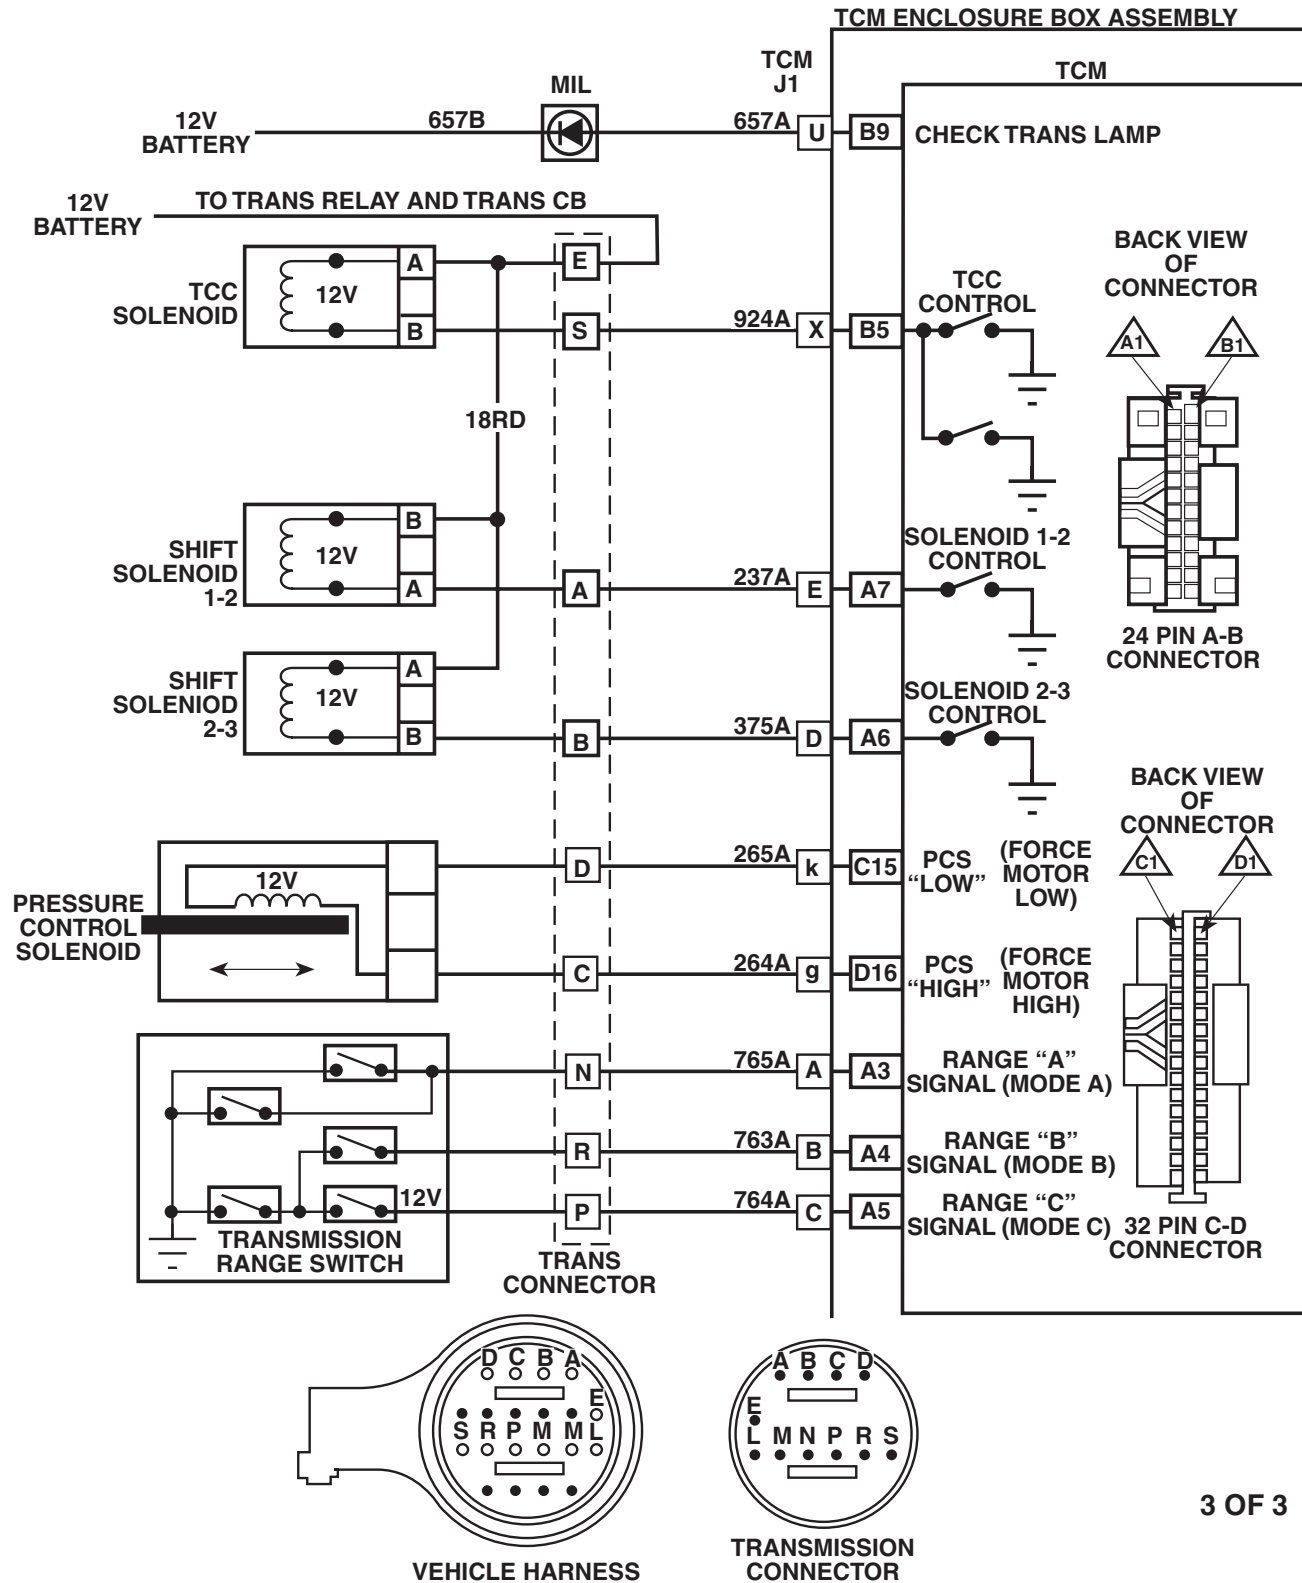 TCM ENCLOSURE BOX ASSEMBLY
TCM
J1
TCM
MIL
12V
BATTERY
657B
657A
U
B9
CHECK TRANS LAMP
12V
BATTERY
TO TRANS RELAY AND TRANS CB
TCC
SOLENOID
12V
A
B
E
S
924A
X
B5
TCC
CONTROL
18RD
BACK VIEW
OF
CONNECTOR
A1
B1
24 PIN A-B
CONNECTOR
SHIFT
SOLENOID
1-2
12V
B
A
A
237A
E
A7
SOLENOID 1-2
CONTROL
SHIFT
SOLENIOD
2-3
12V
A
B
B
375A
D
A6
SOLENOID 2-3
CONTROL
BACK VIEW
OF
CONNECTOR
C1
D1
PRESSURE
CONTROL
SOLENOID
12V
D
265A
k
C15
PCS
“LOW”
(FORCE
MOTOR
LOW)
C
264A
g
D16
PCS
“HIGH”
(FORCE
MOTOR
HIGH)
N
765A
A
A3
RANGE “A”
SIGNAL (MODE A)
R
763A
B
A4
RANGE “B”
SIGNAL (MODE B)
12V
P
764A
C
A5
RANGE “C”
SIGNAL (MODE C)
32 PIN C-D
CONNECTOR
TRANSMISSION
RANGE SWITCH
TRANS
CONNECTOR
D C B A
E
S R P M M L
VEHICLE HARNESS
A B C D
E
L M N P R S
TRANSMISSION
CONNECTOR
3 OF 3